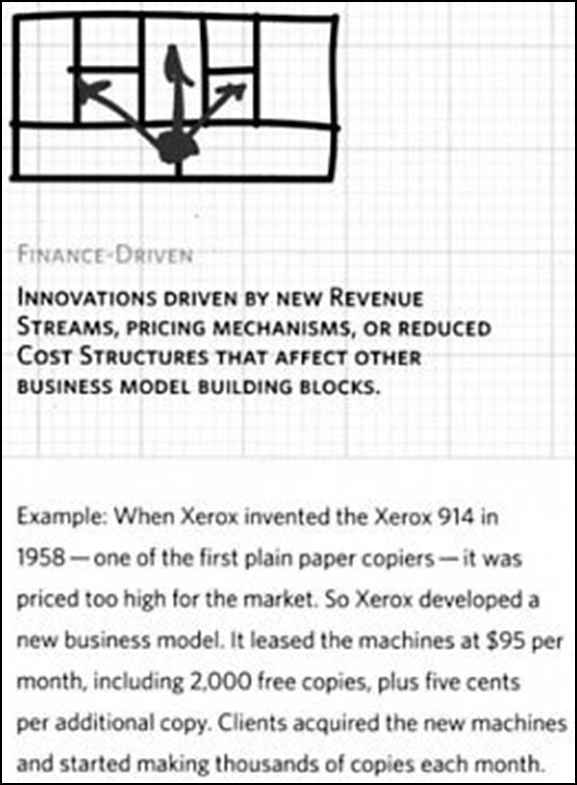 Finance-Driven
Innovations driven by new Revenue
Streams, pricing mechanisms, or reduced
Cost Structures that affect other
business model building blocks.
Example: When Xerox invented the Xerox 914 in
1958—one of the first plain paper copiers—it was
priced too high for the market. So Xerox developed a
new business model. It leased the machines at $95 per
month, including 2,000 free copies, plus five cents
per additional copy. Clients acquired the new machines
and started making thousands of copies each month.